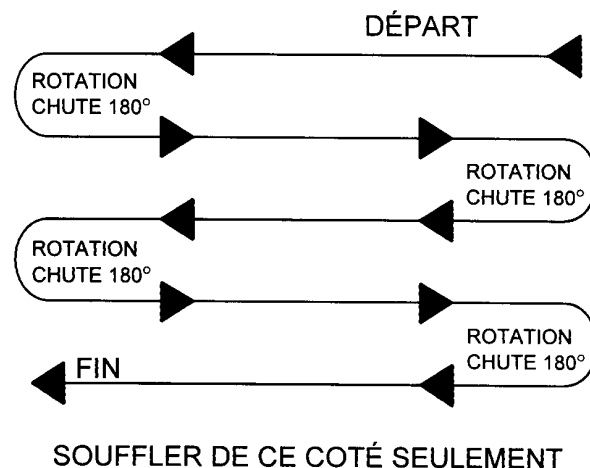 DÉPART
ROTATION
CHUTE 180°
ROTATION
CHUTE 180°
ROTATION
CHUTE 180°
ROTATION
CHUTE 180°
FIN
SOUFFLER DE CE COTÉ SEULEMENT